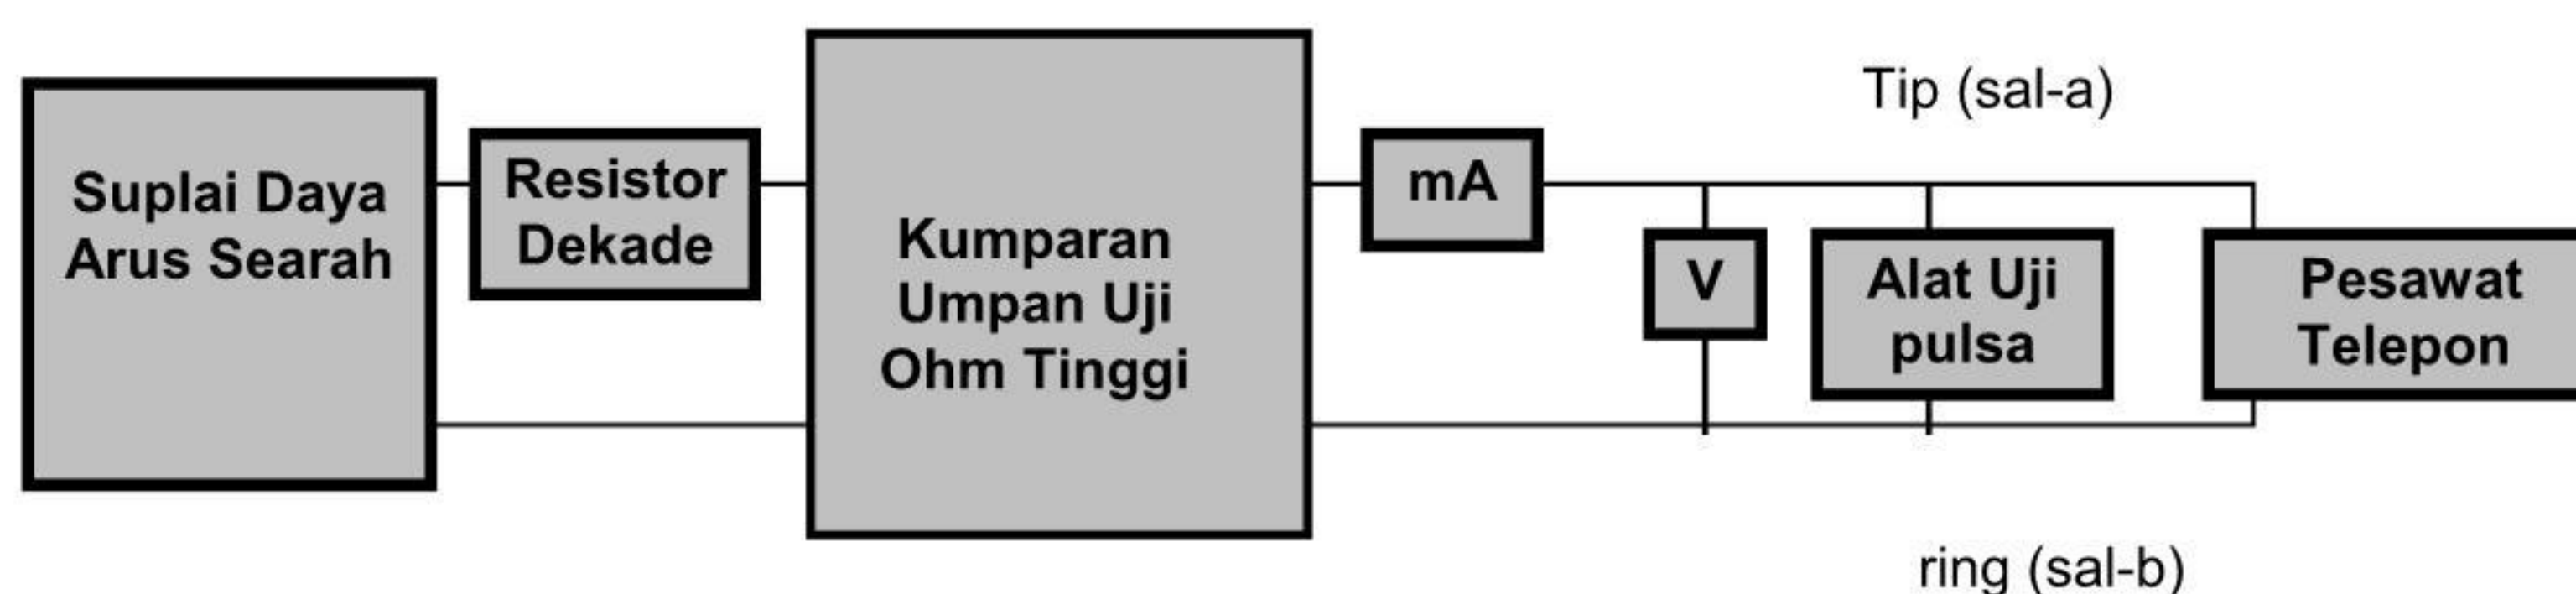 Suplai Daya
Arus Searah
Resistor
Dekade
Kumparan
Umpan Uji
Ohm Tinggi
mA
Tip (sal-a)
V
Alat Uji
pulsa
Pesawat
Telepon
ring (sal-b)